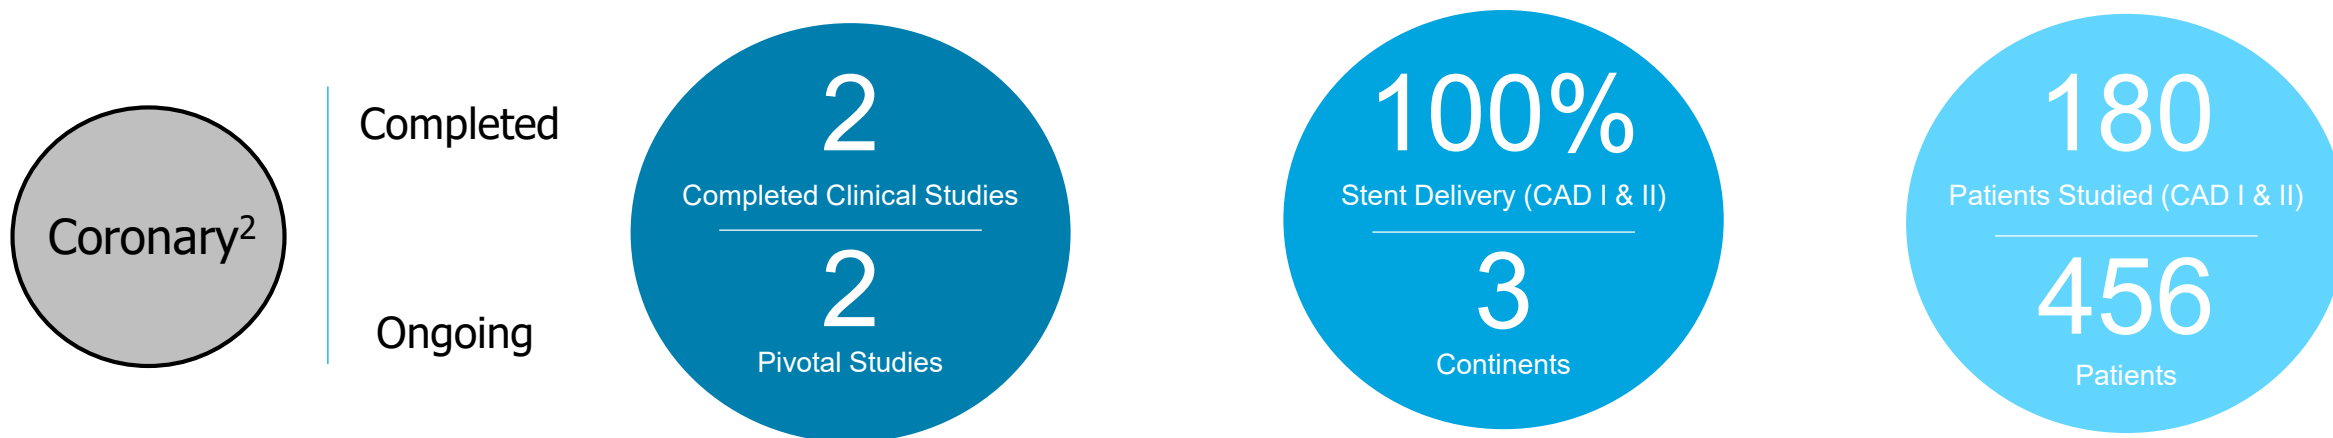 Coronary2
Completed
Ongoing
2
Completed Clinical Studies
2
Pivotal Studies
100%
Stent Delivery (CAD I & II)
3
Continents
180
Patients Studied (CAD I & II)
456
Patients